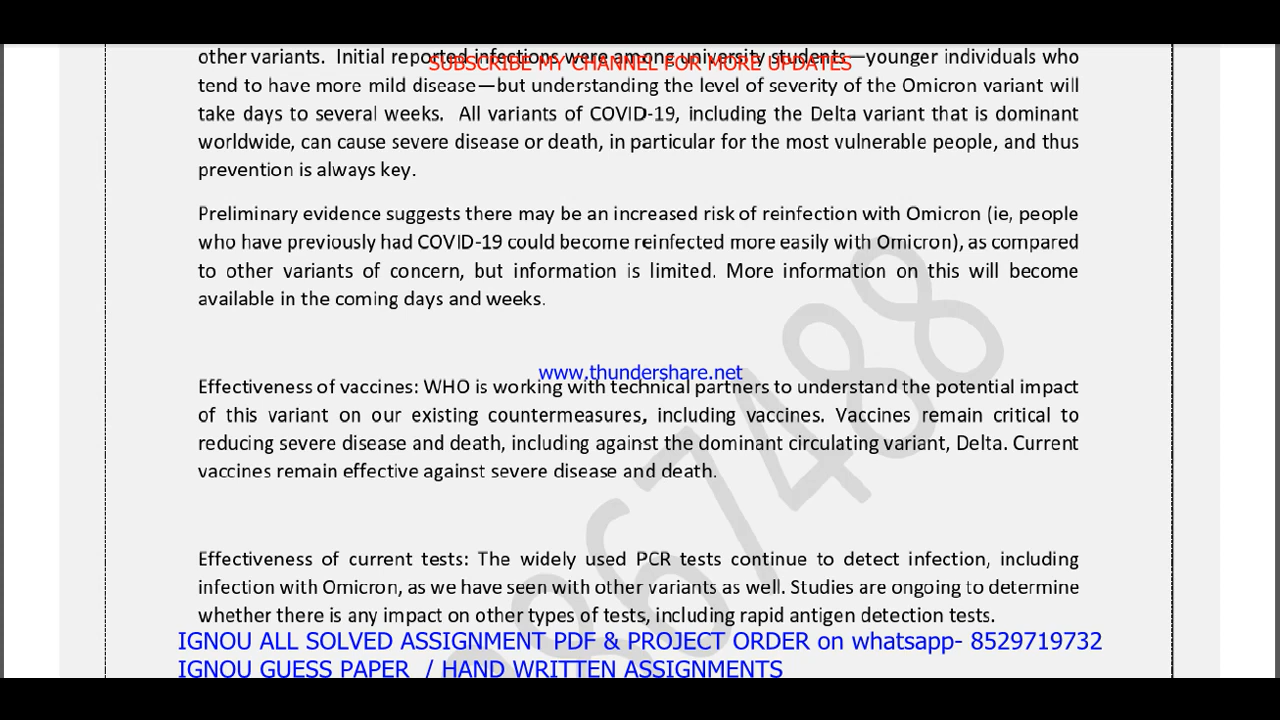 other variants. Initial reported infections were among university students—younger individuals who
SUBSCRIBE MY CHANNEL FOR MORE UPDATES
tend to have more mild disease—but understanding the level of severity of the Omicron variant will
take days to several weeks. All variants of COVID-19, including the Delta variant that is dominant
worldwide, can cause severe disease or death, in particular for the most vulnerable people, and thus
prevention is always key.
Preliminary evidence suggests there may be an increased risk of reinfection with Omicron (ie, people
who have previously had COVID-19 could become reinfected more easily with Omicron), as compared
to other variants of concern, but information is limited. More information on this will become
available in the coming days and weeks.
www.thundershare.net
Effectiveness of vaccines: WHO is working with technical partners to understand the potential impact
of this variant on our existing countermeasures, including vaccines. Vaccines remain critical to
reducing severe disease and death, including against the dominant circulating variant, Delta. Current
vaccines remain effective against severe disease and death.
Effectiveness of current tests: The widely used PCR tests continue to detect infection, including
infection with Omicron, as we have seen with other variants as well. Studies are ongoing to determine
whether there is any impact on other types of tests, including rapid antigen detection tests.
IGNOU ALL SOLVED ASSIGNMENT PDF & PROJECT ORDER on whatsapp- 8529719732
IGNOU GUESS PAPER / HAND WRITTEN ASSIGNMENTS